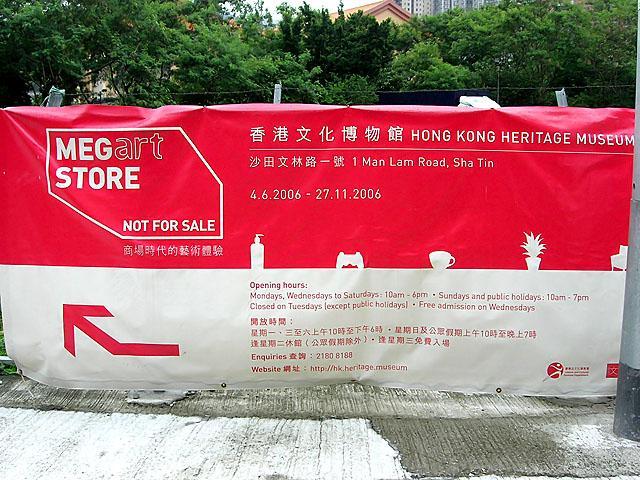 MEGart
STORE
NOT FOR SALE
商場時代的藝術體驗
香港文化博物館 HONG KONG HERITAGE MUSEUM
沙田文林路一號 1 Man Lam Road, Sha Tin
4.6.2006 - 27.11.2006
Opening hours:
Mondays, Wednesdays to Saturdays: 10am - 6pm • Sundays and public holidays: 10am - 7pm
Closed on Tuesdays (except public holidays) • Free admission on Wednesdays
開放時間：
星期一、三至六上午10時至下午6時 • 星期日及公眾假期上午10時至晚上7時
逢星期二休館（公眾假期除外）• 逢星期三免費入場
Enquiries 查詢：2180 8188
Website 網址：http://hk.heritage.museum